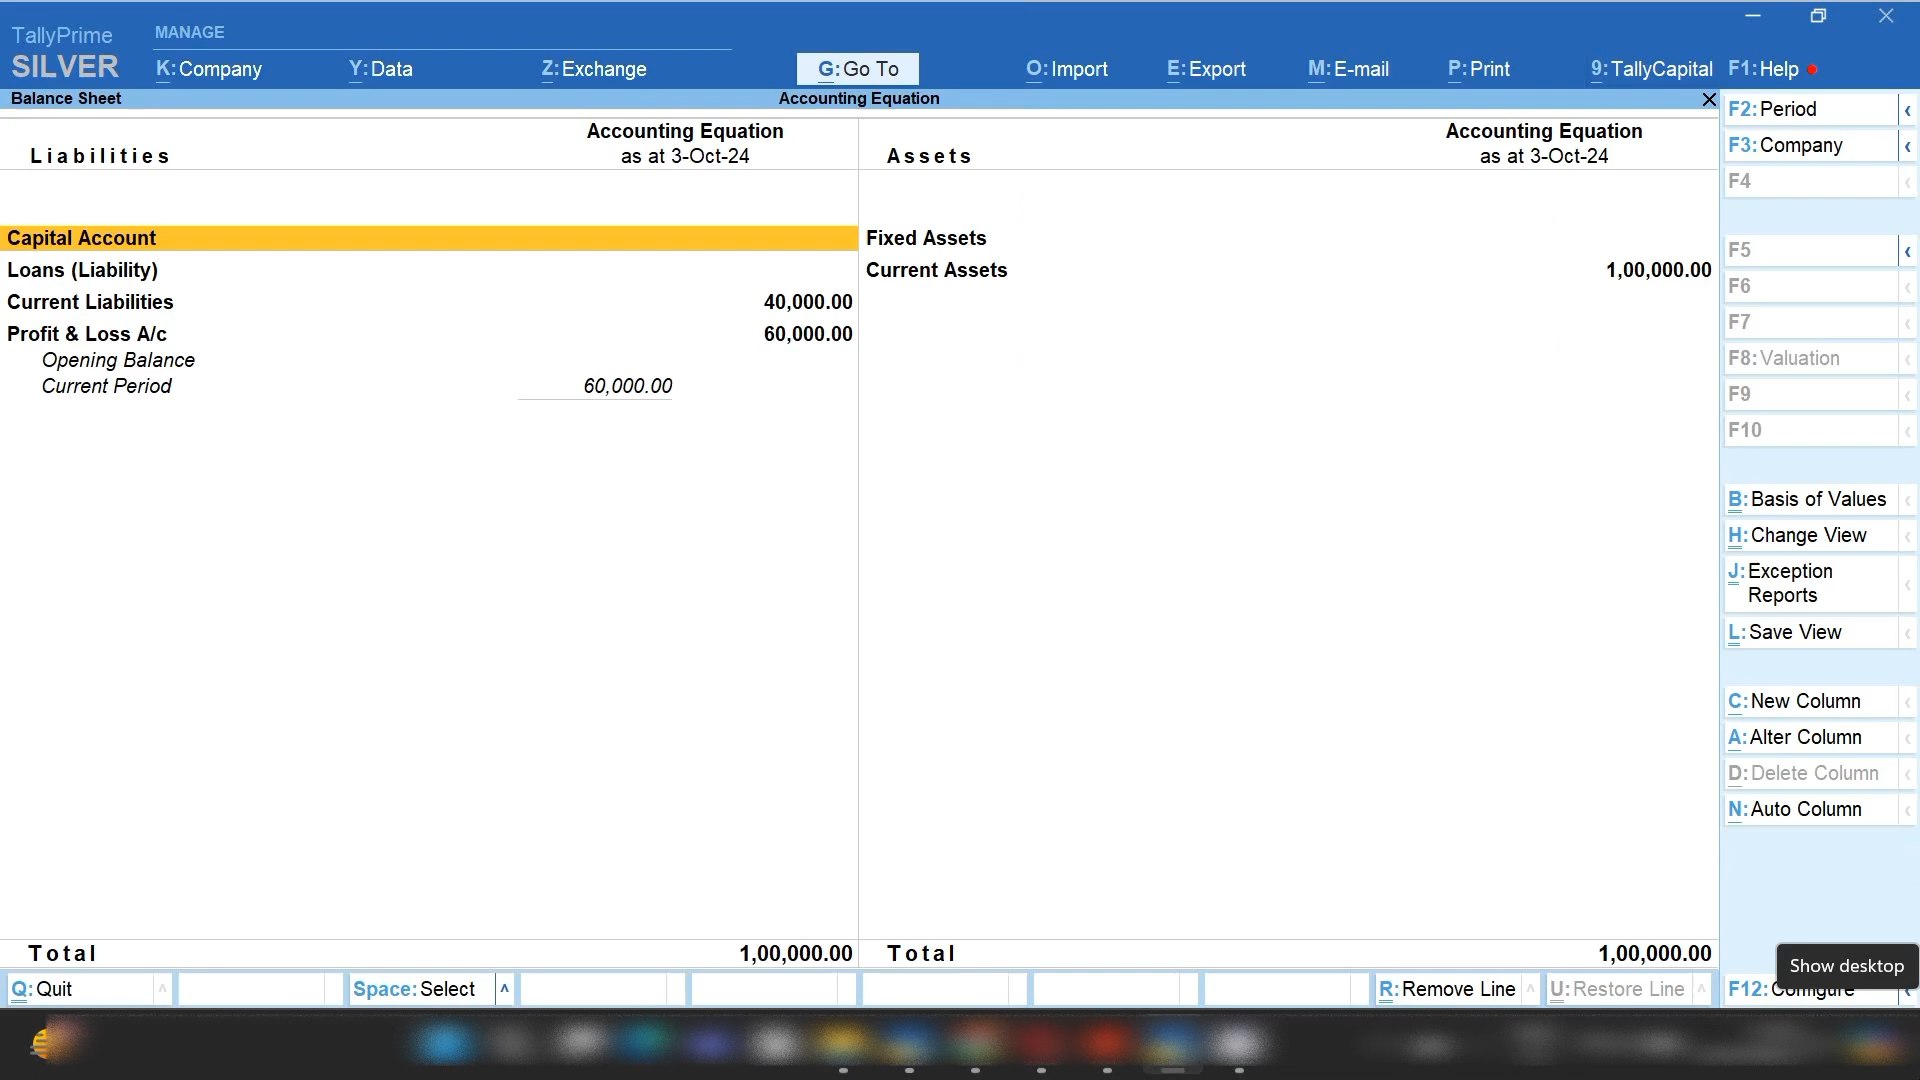 TallyPrime
SILVER
MANAGE
K:Company Y:Data Z:Exchange G:Go To O:Import E:Export M:E-mail P:Print 9:TallyCapital F1:Help
Balance Sheet Accounting Equation
Liabilities Accounting Equation as at 3-Oct-24
Assets Accounting Equation as at 3-Oct-24
Capital Account
Loans (Liability)
Current Liabilities 40,000.00
Profit & Loss A/c 60,000.00
Opening Balance
Current Period 60,000.00
Fixed Assets
Current Assets 1,00,000.00
Total 1,00,000.00
Total 1,00,000.00
F2:Period
F3:Company
F4
F5
F6
F7
F8:Valuation
F9
F10
B:Basis of Values
H:Change View
J:Exception
Reports
L:Save View
C:New Column
A:Alter Column
D:Delete Column
N:Auto Column
Show desktop
Q:Quit Space:Select R:Remove Line U:Restore Line F12:Configure